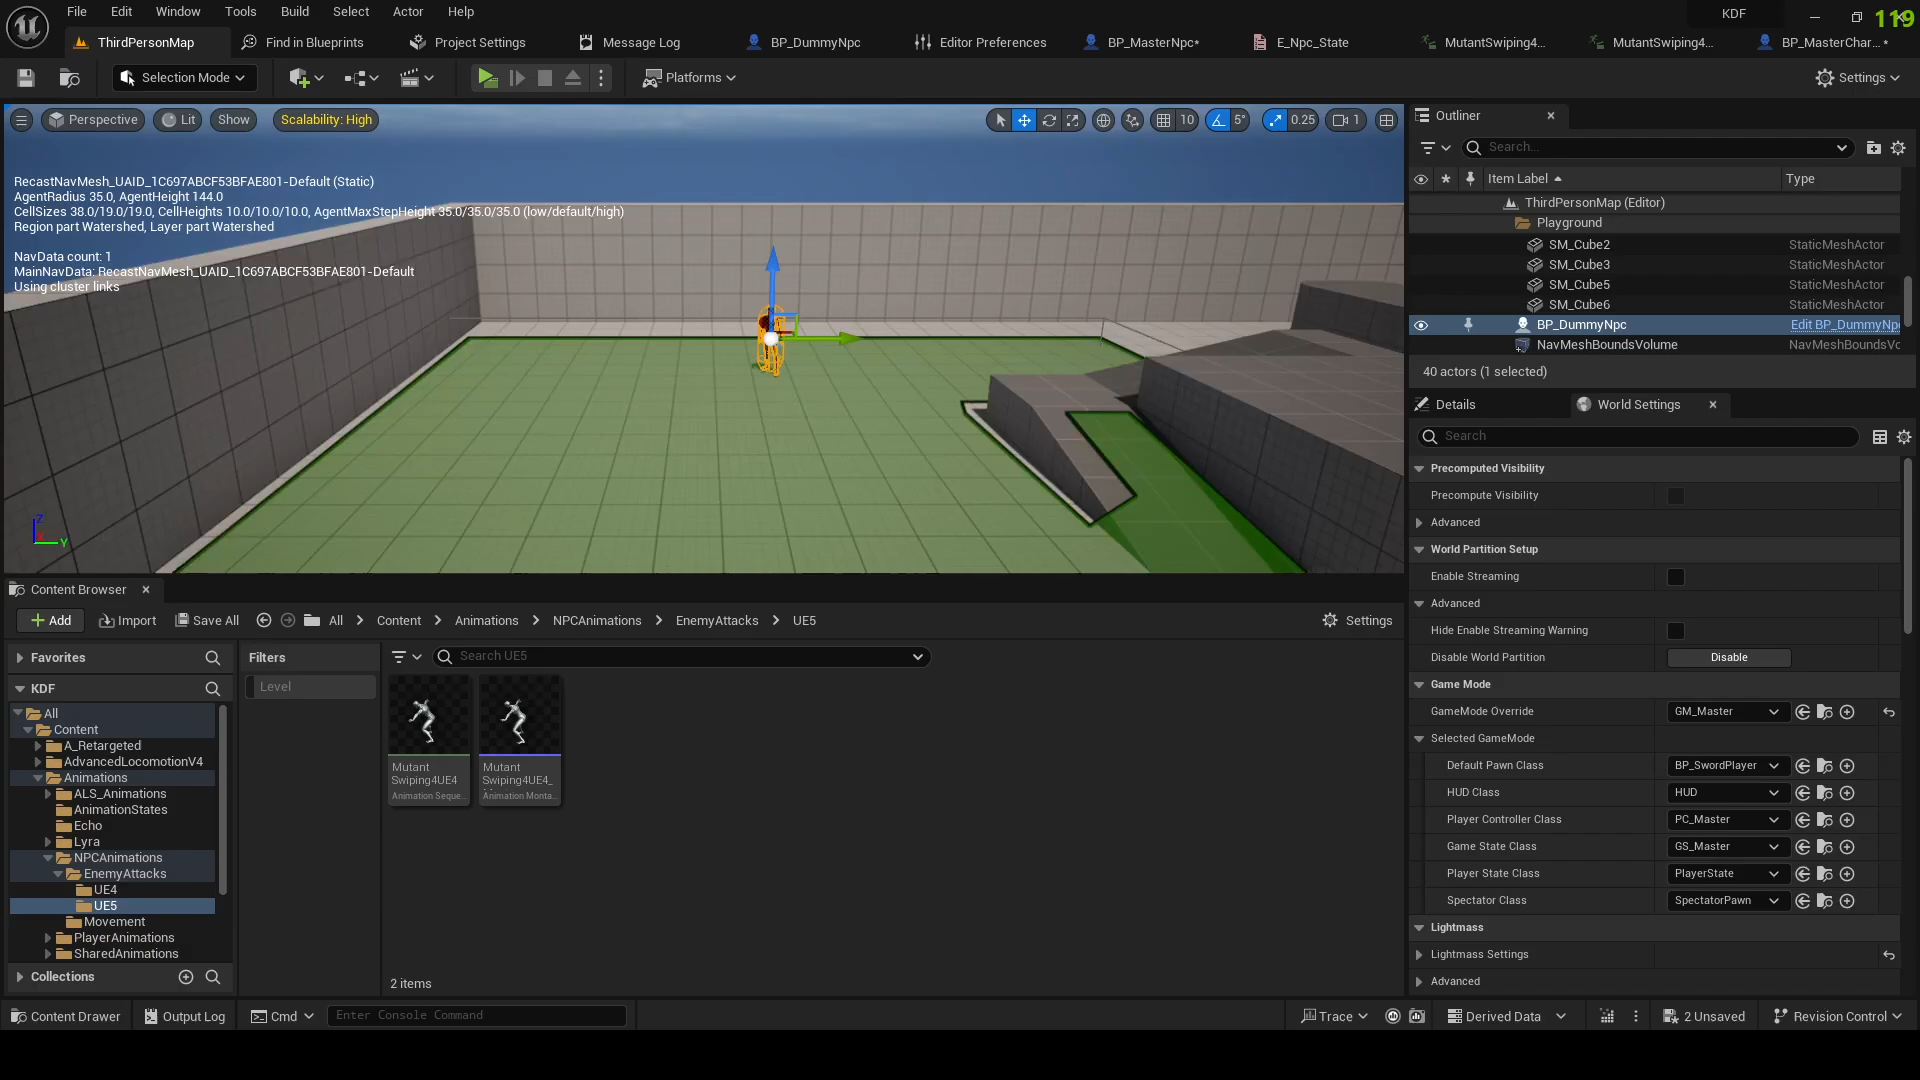 File Edit Window Tools Build Select Actor Help
KDF
119
ThirdPersonMap
Find in Blueprints
Project Settings
Message Log
BP_DummyNpc
Editor Preferences
BP_MasterNpc*
E_Npc_State
MutantSwiping4...
MutantSwiping4...
BP_MasterChar... *
Selection Mode
Platforms
Settings
Perspective
Lit
Show
Scalability: High
10
5°
0.25
1
RecastNavMesh_UAID_1C697ABCF53BFAE801-Default (Static)
AgentRadius 35.0, AgentHeight 144.0
CellSizes 38.0/19.0/19.0, CellHeights 10.0/10.0/10.0, AgentMaxStepHeight 35.0/35.0/35.0 (low/default/high)
Region part Watershed, Layer part Watershed
NavData count: 1
MainNavData: RecastNavMesh_UAID_1C697ABCF53BFAE801-Default
Using cluster links
Z
Y
Outliner
Search...
Item Label
Type
ThirdPersonMap (Editor)
Playground
SM_Cube2 StaticMeshActor
SM_Cube3 StaticMeshActor
SM_Cube5 StaticMeshActor
SM_Cube6 StaticMeshActor
BP_DummyNpc Edit BP_DummyNp
NavMeshBoundsVolume NavMeshBoundsVc
40 actors (1 selected)
Details
World Settings
Search
Precomputed Visibility
Precompute Visibility
Advanced
World Partition Setup
Enable Streaming
Advanced
Hide Enable Streaming Warning
Disable World Partition Disable
Game Mode
GameMode Override GM_Master
Selected GameMode
Default Pawn Class BP_SwordPlayer
HUD Class HUD
Player Controller Class PC_Master
Game State Class GS_Master
Player State Class PlayerState
Spectator Class SpectatorPawn
Lightmass
Lightmass Settings
Advanced
Content Browser
Add
Import
Save All
All > Content > Animations > NPCAnimations > EnemyAttacks > UE5
Settings
Favorites
KDF
All
Content
A_Retargeted
AdvancedLocomotionV4
Animations
ALS_Animations
AnimationStates
Echo
Lyra
NPCAnimations
EnemyAttacks
UE4
UE5
Movement
PlayerAnimations
SharedAnimations
Collections
Filters
Level
Search UE5
Mutant
Swiping4UE4
Animation Seque...
Mutant
Swiping4UE4_
Animation Monta...
2 items
Content Drawer
Output Log
Cmd
Enter Console Command
Trace
Derived Data
2 Unsaved
Revision Control